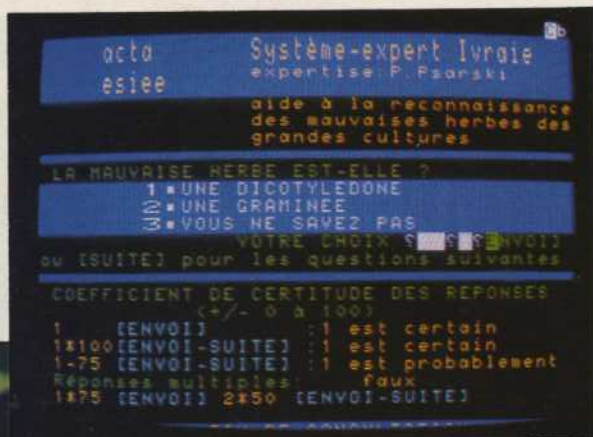 Cb
acta Système-expert Ivraie
esiee expertise:P.Psarski
aide à la reconnaissance
des mauvaises herbes des
grandes cultures
LA MAUVAISE HERBE EST-ELLE ?
1 ▪ UNE DICOTYLEDONE
2 ▪ UNE GRAMINEE
3 ▪ VOUS NE SAVEZ PAS
VOTRE CHOIX
ou [SUITE] pour les questions suivantes
COEFFICIENT DE CERTITUDE DES REPONSES
(+/- 0 à 100)
1 [ENVOI] :1 est certain
1*100 [ENVOI-SUITE] :1 est certain
1-75 [ENVOI-SUITE] :1 est probablement
Réponses multiples: faux
1*75 [ENVOI] 2*50 [ENVOI-SUITE]